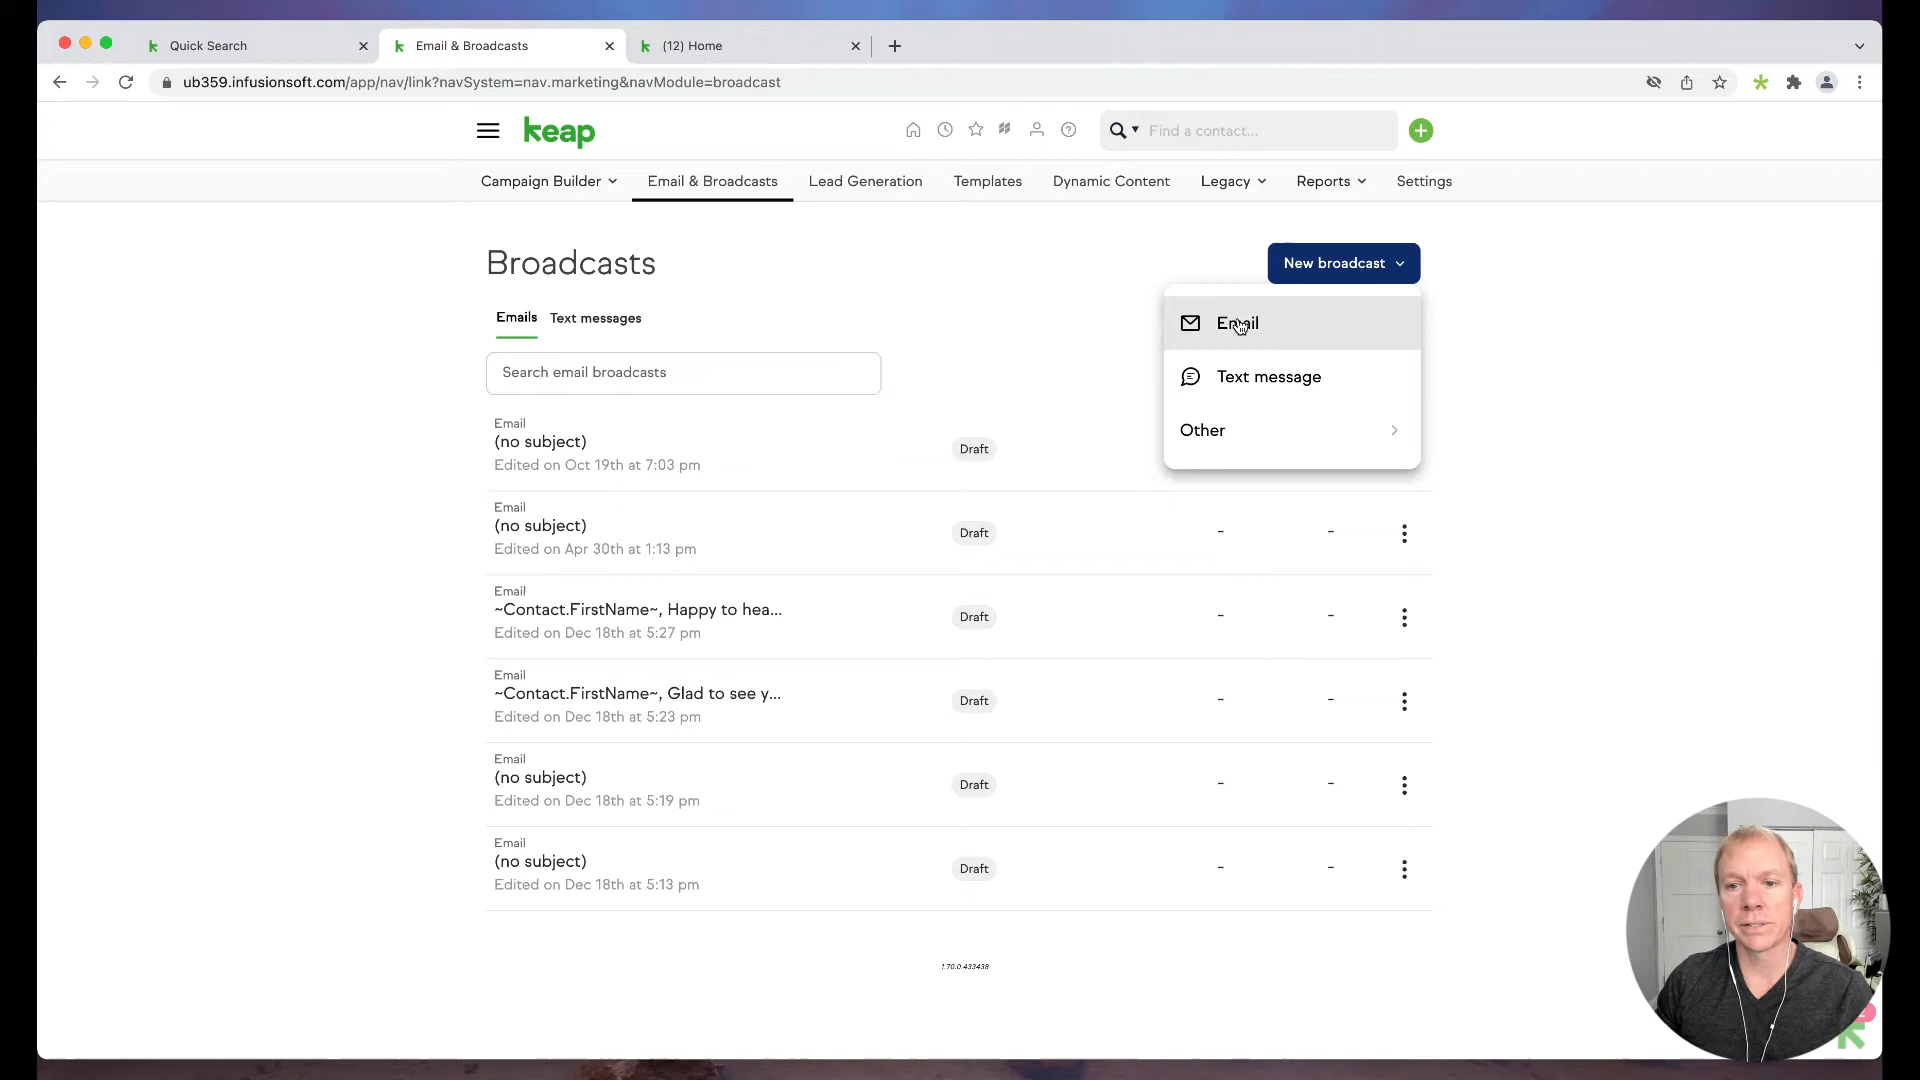 Quick Search
Email & Broadcasts
(12) Home
ub359.infusionsoft.com/app/nav/link?navSystem=nav.marketing&navModule=broadcast
keap
Find a contact...
Campaign Builder
Email & Broadcasts
Lead Generation
Templates
Dynamic Content
Legacy
Reports
Settings
Broadcasts
New broadcast
Emails
Text messages
Email
Search email broadcasts
Text message
Other
Email
(no subject)
Edited on Oct 19th at 7:03 pm
Draft
Email
(no subject)
Edited on Apr 30th at 1:13 pm
Draft
-
-
Email
~Contact.FirstName~, Happy to hea...
Edited on Dec 18th at 5:27 pm
Draft
-
-
Email
~Contact.FirstName~, Glad to see y...
Edited on Dec 18th at 5:23 pm
Draft
-
-
Email
(no subject)
Edited on Dec 18th at 5:19 pm
Draft
-
-
Email
(no subject)
Edited on Dec 18th at 5:13 pm
Draft
-
-
1.70.0.433438